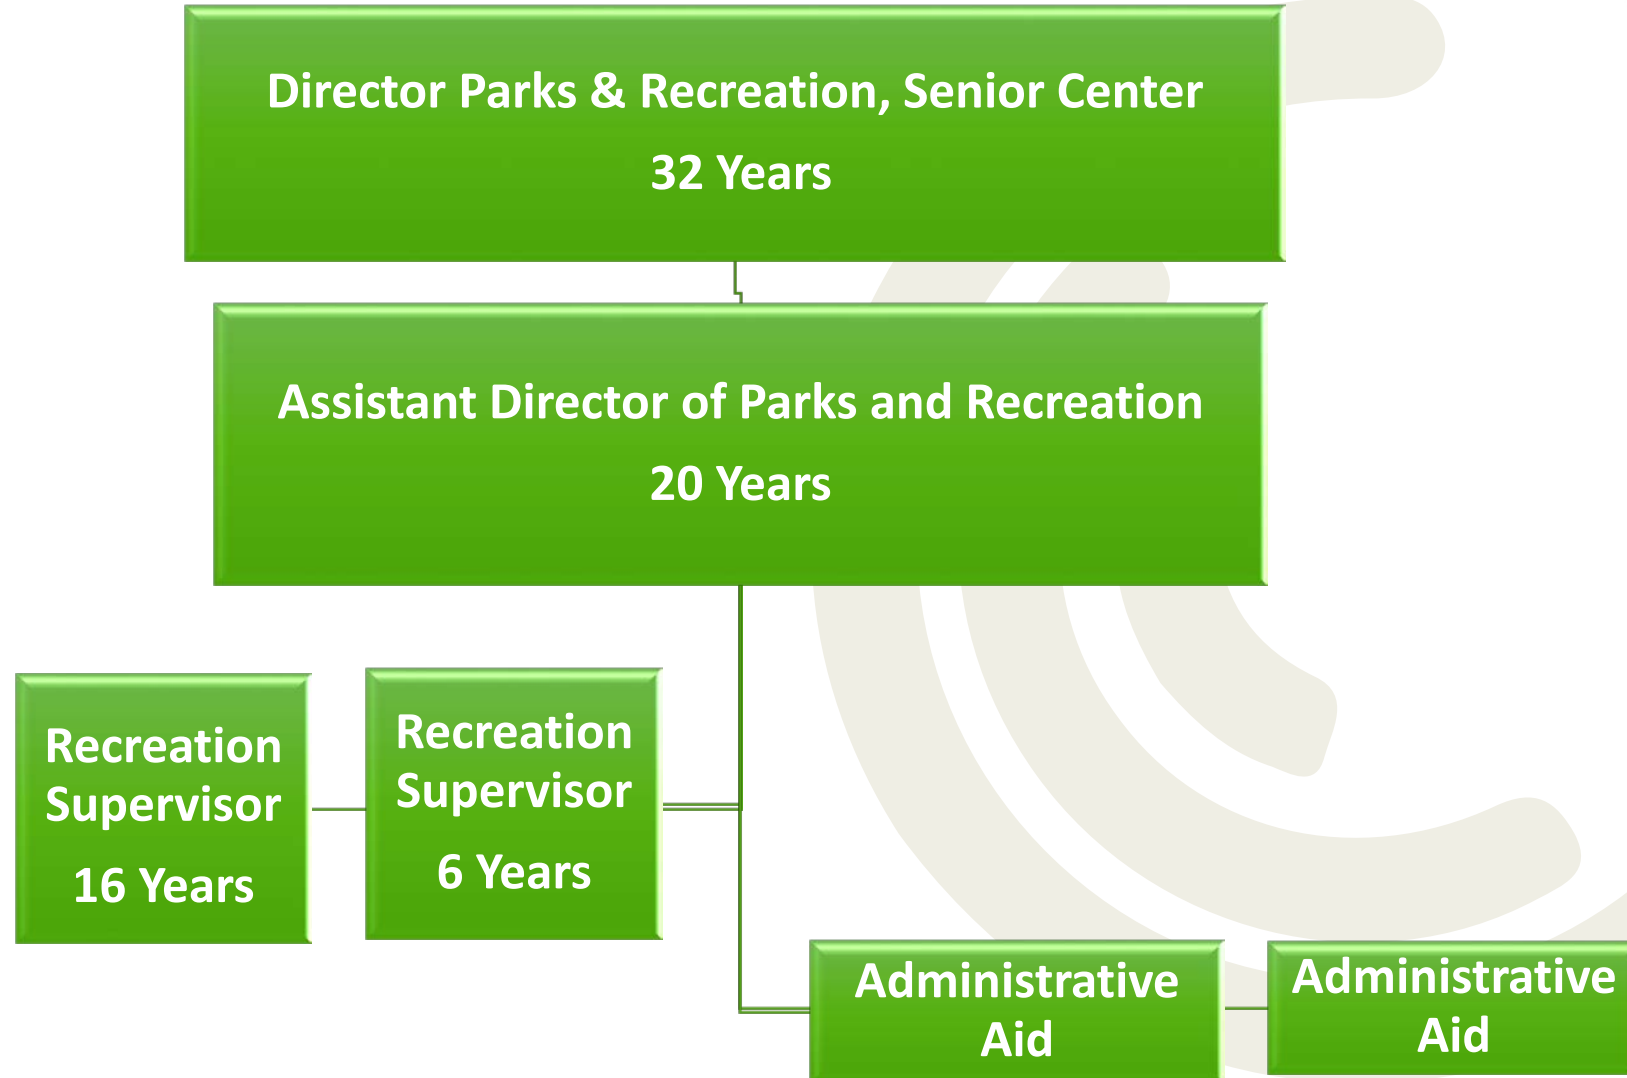 Director Parks & Recreation, Senior Center
32 Years
Assistant Director of Parks and Recreation
20 Years
Recreation
Supervisor
16 Years
Recreation
Supervisor
6 Years
Administrative
Aid
Administrative
Aid